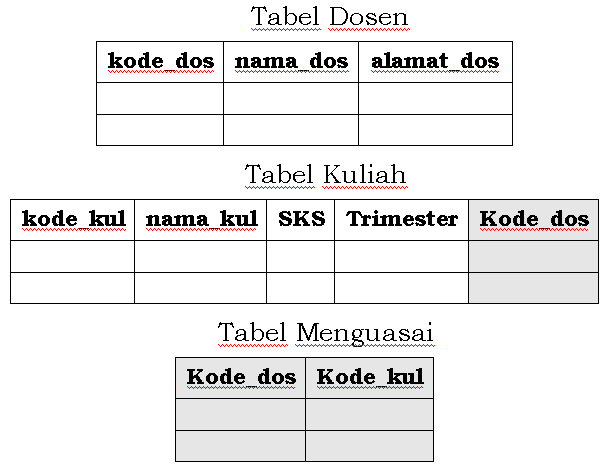 Tabel Dosen
kode_dos nama_dos alamat_dos
Tabel Kuliah
kode_kul nama_kul SKS Trimester Kode_dos
Tabel Menguasai
Kode_dos Kode_kul